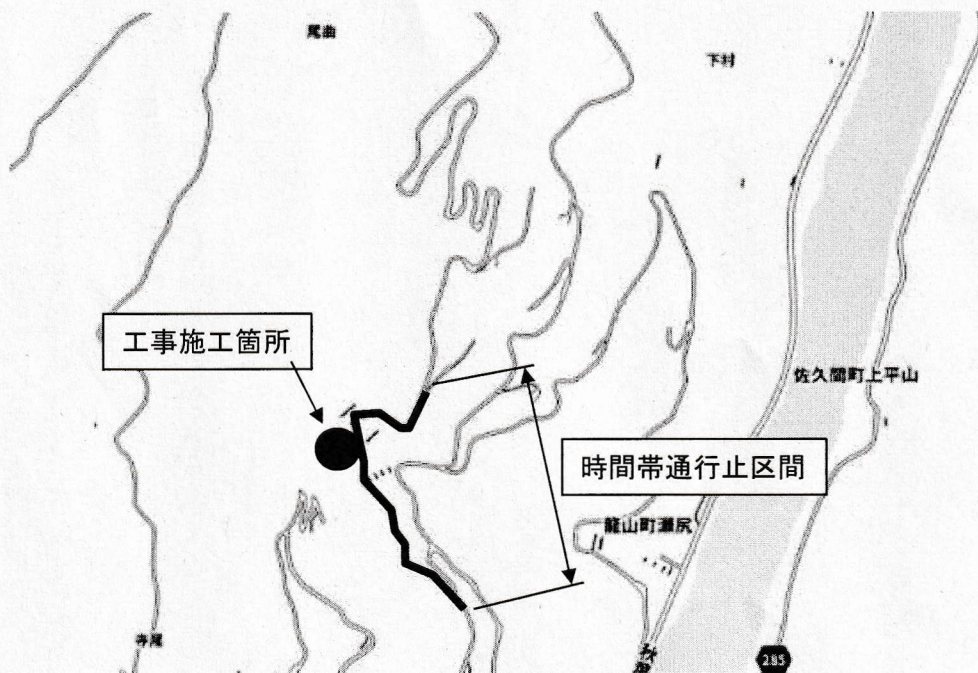 尾曲
下村
工事施工箇所
佐久間町上平山
時間帯通行止区間
龍山町瀬尻
寺尾
285